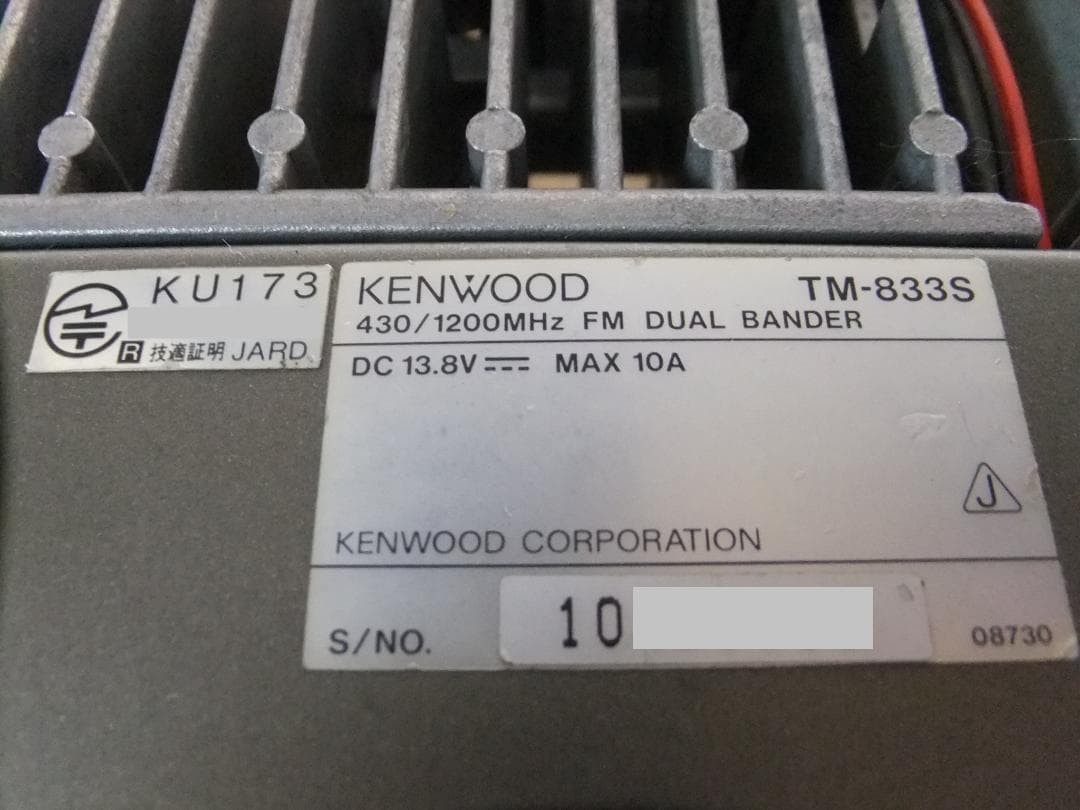 KU173
R 技適証明 JARD
KENWOOD TM-833S
430/1200MHz FM DUAL BANDER
DC 13.8V MAX 10A
J
KENWOOD CORPORATION
S/NO. 10 08730